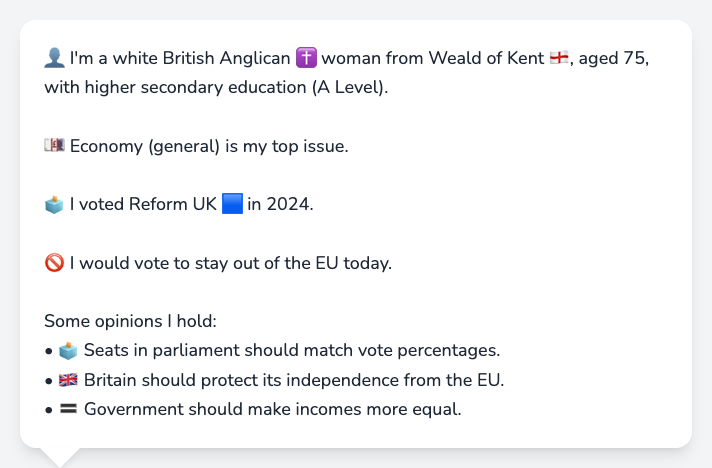 👤 I'm a white British Anglican ✝️ woman from Weald of Kent 🏴󠁧󠁢󠁥󠁮󠁧󠁿, aged 75,
with higher secondary education (A Level).
💷 Economy (general) is my top issue.
🗳️ I voted Reform UK 🟦 in 2024.
🚫 I would vote to stay out of the EU today.
Some opinions I hold:
• 🗳️ Seats in parliament should match vote percentages.
• 🇬🇧 Britain should protect its independence from the EU.
• 🟰 Government should make incomes more equal.